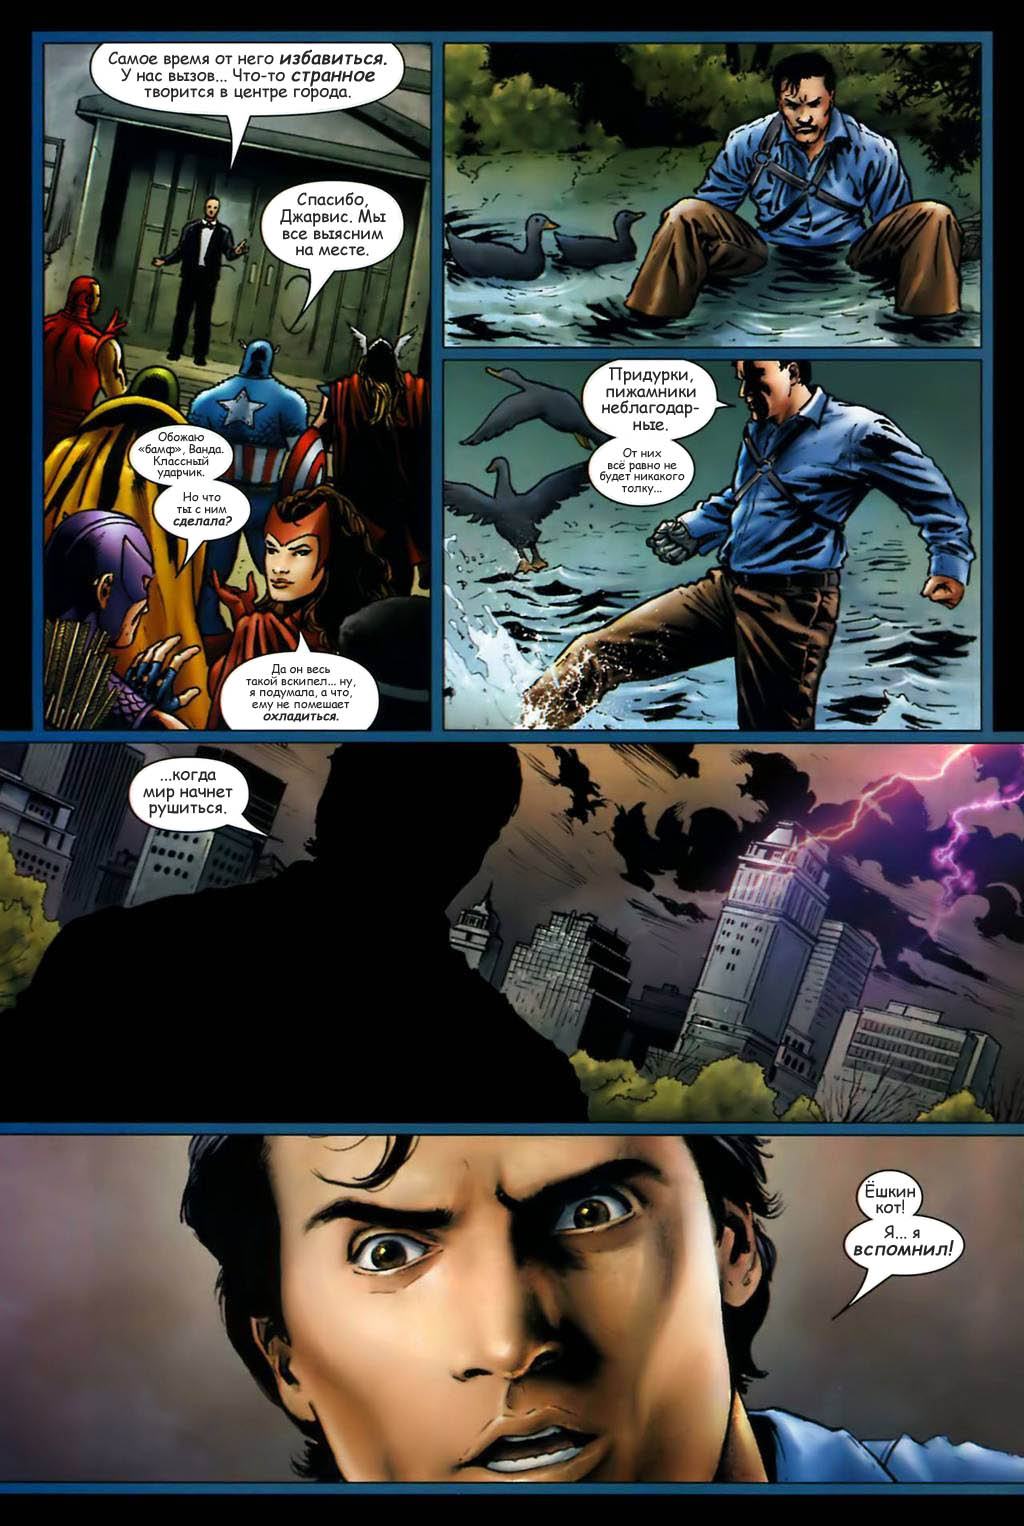 Самое время от него избавиться.
У нас вызов... Что-то странное
творится в центре города.
Спасибо,
Джарвис. Мы
все выясним
на месте.
Обожаю
«бамф», Ванда.
Классный
ударчик.
Но что
ты с ним
сделала?
Да он весь
такой вскипел... ну,
я подумала, а что,
ему не помешает
охладиться.
Придурки,
пижамники
неблагодар-
ные.
От них
всё равно не
будет никакого
толку...
...когда
мир начнет
рушиться.
Ёшкин
кот!
Я... я
вспомнил!